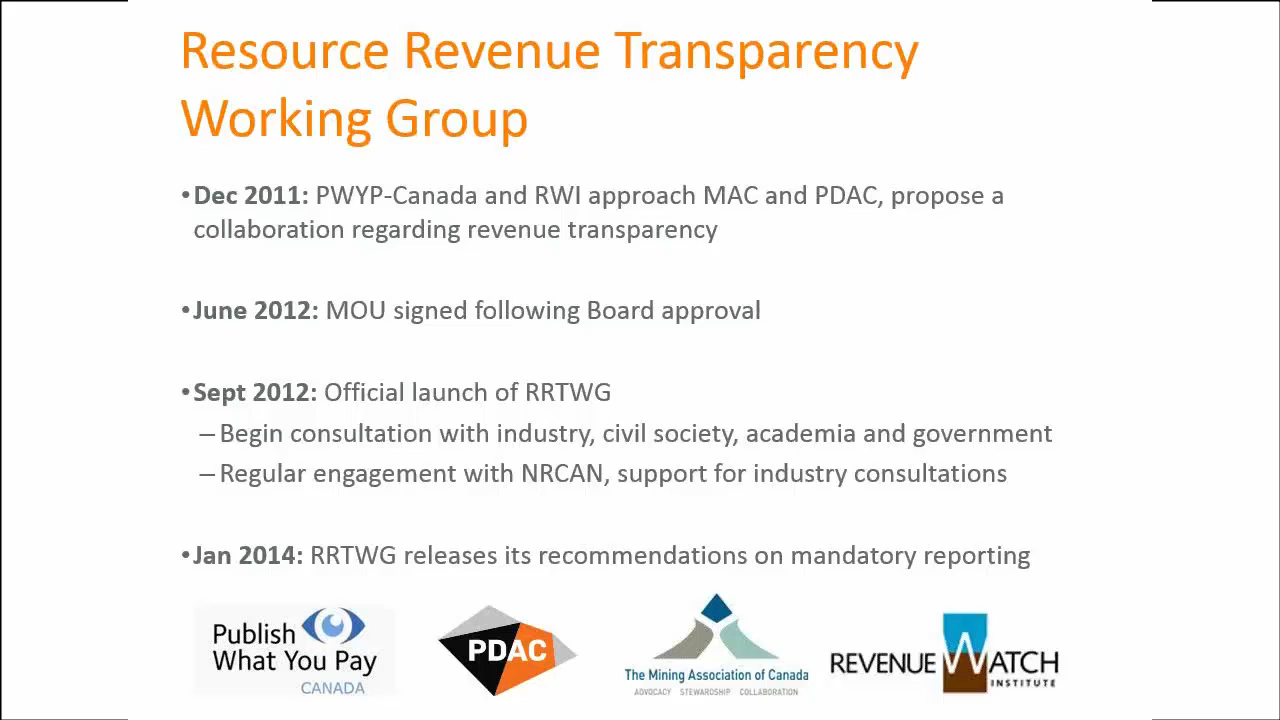 Resource Revenue Transparency
Working Group
•Dec 2011: PWYP-Canada and RWI approach MAC and PDAC, propose a
collaboration regarding revenue transparency
•June 2012: MOU signed following Board approval
•Sept 2012: Official launch of RRTWG
–Begin consultation with industry, civil society, academia and government
–Regular engagement with NRCAN, support for industry consultations
•Jan 2014: RRTWG releases its recommendations on mandatory reporting
Publish
What You Pay
CANADA
PDAC
The Mining Association of Canada
ADVOCACY STEWARDSHIP COLLABORATION
REVENUE WATCH
INSTITUTE